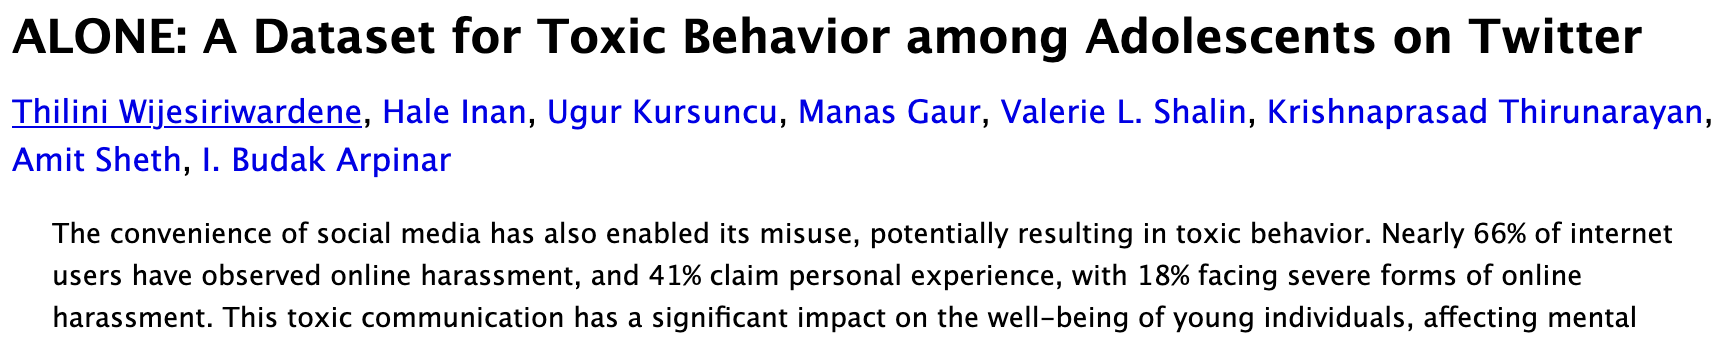 ALONE: A Dataset for Toxic Behavior among Adolescents on Twitter
Thilini Wijesiriwardene, Hale Inan, Ugur Kursuncu, Manas Gaur, Valerie L. Shalin, Krishnaprasad Thirunarayan,
Amit Sheth, I. Budak Arpinar
The convenience of social media has also enabled its misuse, potentially resulting in toxic behavior. Nearly 66% of internet
users have observed online harassment, and 41% claim personal experience, with 18% facing severe forms of online
harassment. This toxic communication has a significant impact on the well-being of young individuals, affecting mental